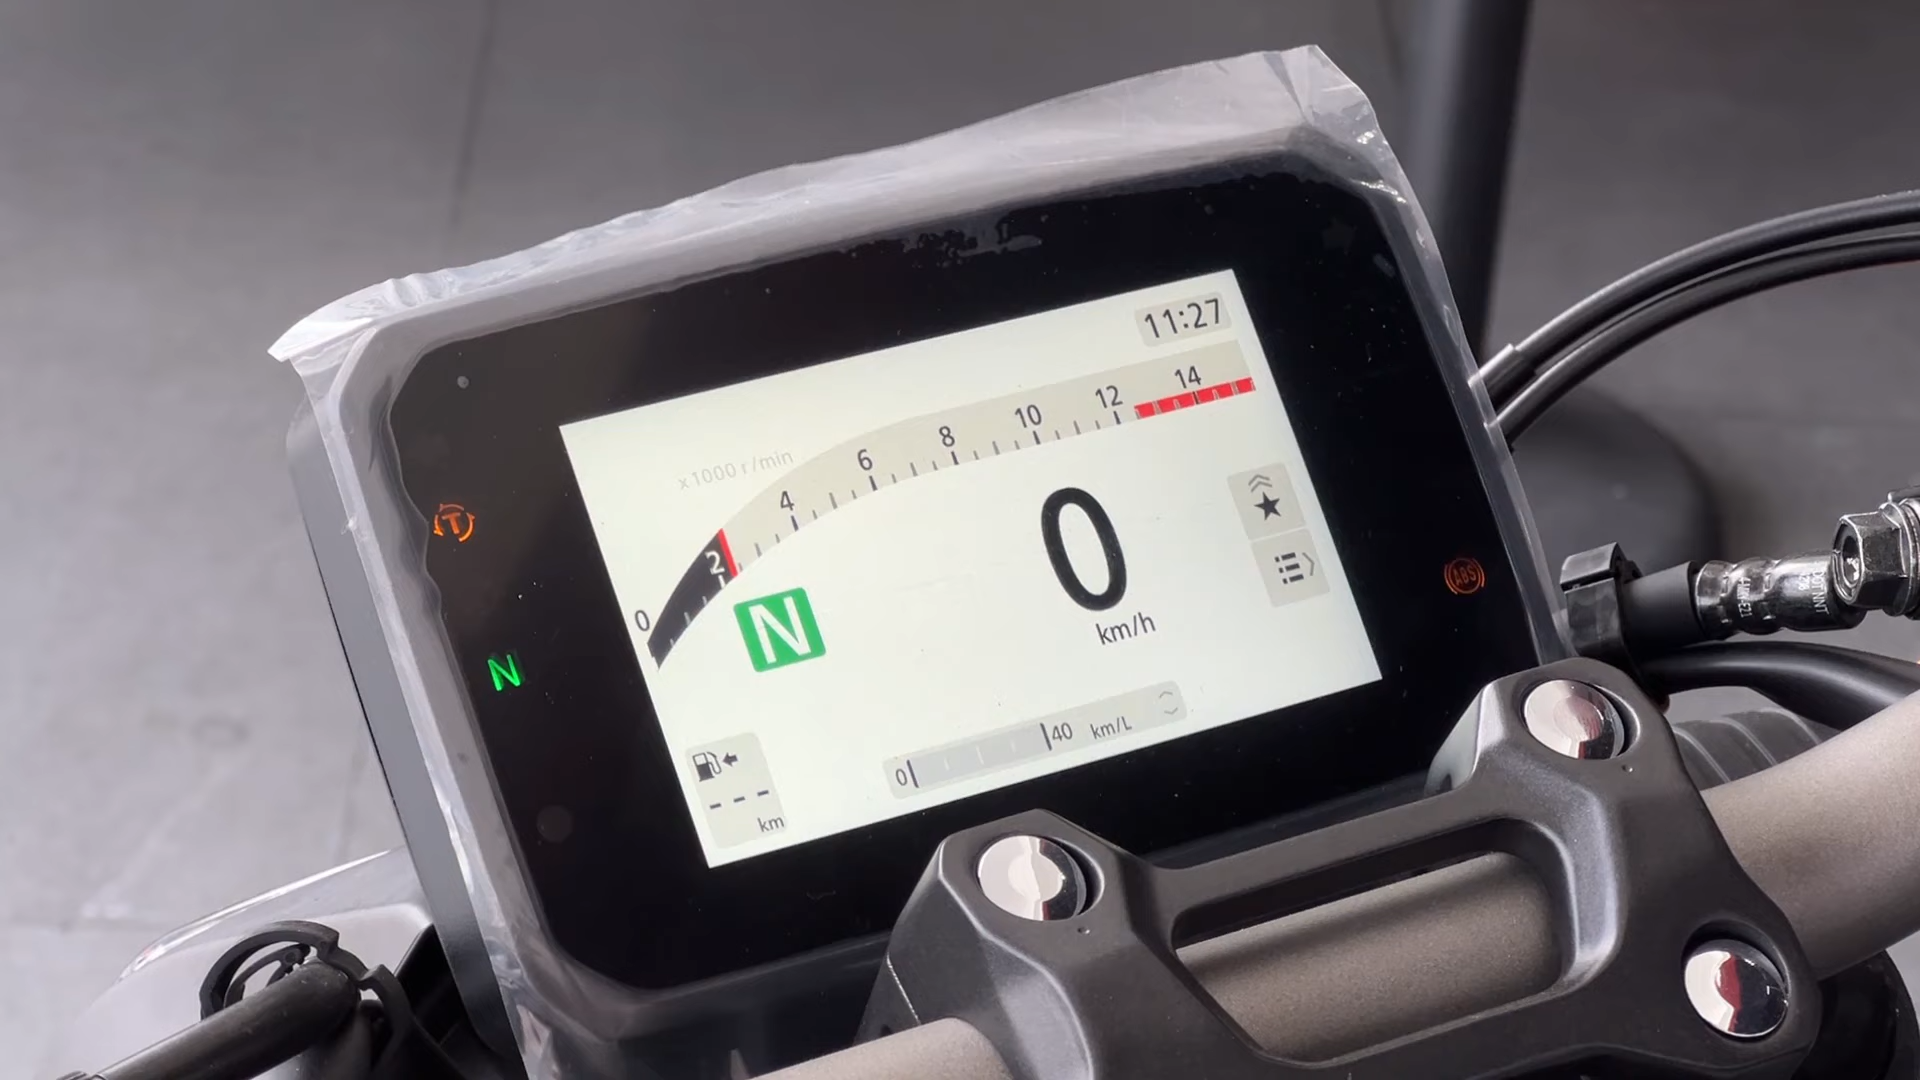 11:27
x1000 r/min
0 2 4 6 8 10 12 14
0
km/h
N
T
N
ABS
0 40 km/L
- - -
km